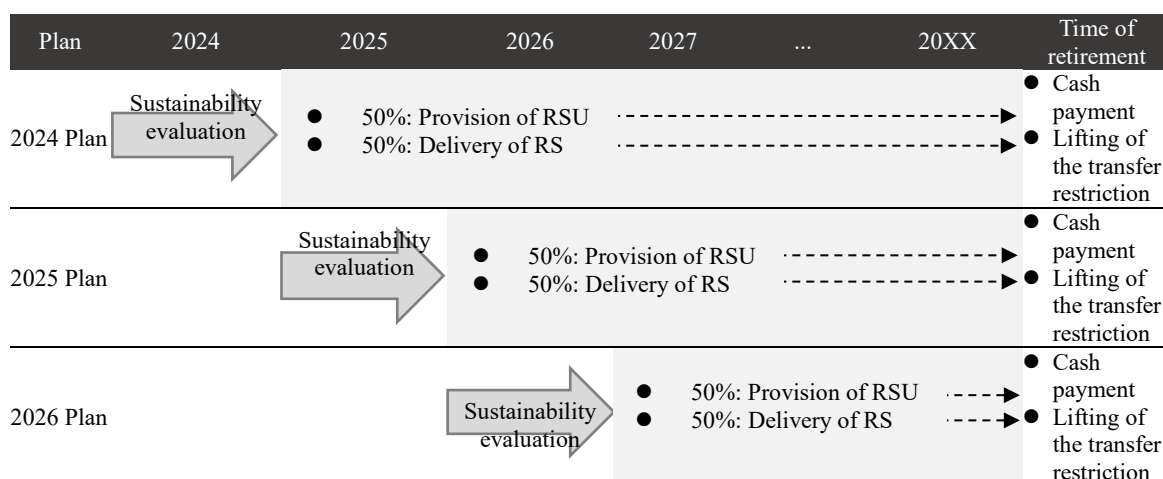 Plan 2024 2025 2026 2027 ... 20XX Time of
retirement
2024 Plan
Sustainability
evaluation
● 50%: Provision of RSU
● 50%: Delivery of RS
● Cash
payment
● Lifting of
the transfer
restriction
2025 Plan
Sustainability
evaluation
● 50%: Provision of RSU
● 50%: Delivery of RS
● Cash
payment
● Lifting of
the transfer
restriction
2026 Plan
Sustainability
evaluation
● 50%: Provision of RSU
● 50%: Delivery of RS
● Cash
payment
● Lifting of
the transfer
restriction